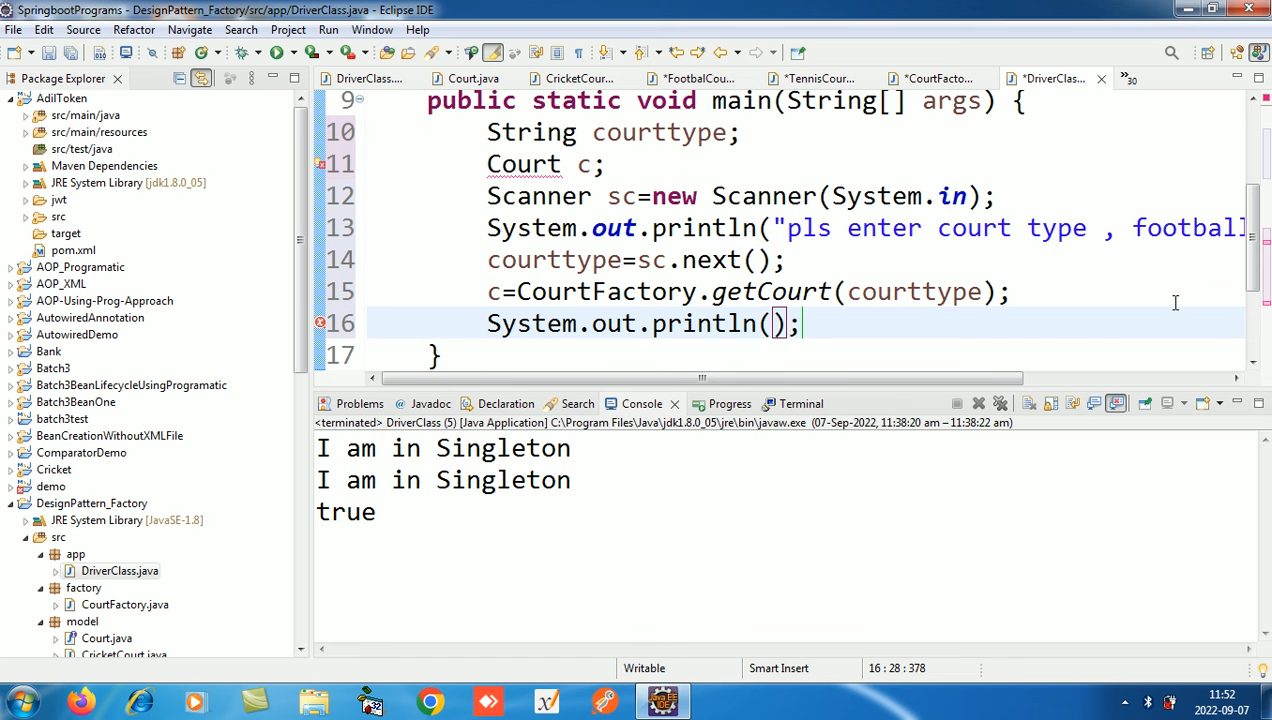 SpringbootPrograms - DesignPattern_Factory/src/app/DriverClass.java - Eclipse IDE
File Edit Source Refactor Navigate Search Project Run Window Help
Package Explorer
DriverClass.... Court.java CricketCour... *FootbalCou... *TennisCour... *CourtFacto... *DriverClas... »30
AdilToken
src/main/java
src/main/resources
src/test/java
Maven Dependencies
JRE System Library [jdk1.8.0_05]
jwt
src
target
pom.xml
AOP_Programatic
AOP_XML
AOP-Using-Prog-Approach
AutowiredAnnotation
AutowiredDemo
Bank
Batch3
Batch3BeanLifecycleUsingProgramatic
Batch3BeanOne
batch3test
BeanCreationWithoutXMLFile
ComparatorDemo
Cricket
demo
DesignPattern_Factory
JRE System Library [JavaSE-1.8]
src
app
DriverClass.java
factory
CourtFactory.java
model
Court.java
CricketCourt.java
9 public static void main(String[] args) {
10 String courttype;
11 Court c;
12 Scanner sc=new Scanner(System.in);
13 System.out.println("pls enter court type , football
14 courttype=sc.next();
15 c=CourtFactory.getCourt(courttype);
16 System.out.println();
17 }
Problems Javadoc Declaration Search Console Progress Terminal
<terminated> DriverClass (5) [Java Application] C:\Program Files\Java\jdk1.8.0_05\jre\bin\javaw.exe (07-Sep-2022, 11:38:20 am – 11:38:22 am)
I am in Singleton
I am in Singleton
true
Writable Smart Insert 16 : 28 : 378
11:52
2022-09-07